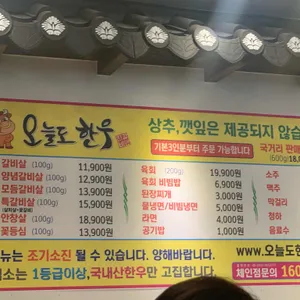 오늘도 한우
상추,깻잎은 제공되지 않습
기본3인분부터 주문 가능합니다
국거리 판매
갈비살 (100g) 11,900원
양념갈비살 (100g) 12,900원
모듬갈비살 (100g) 13,900원
특갈비살 (100g) 15,900원
안창살 (100g) 18,900원
꽃등심 (100g) 13,900원
육회 19,900원
육회 비빔밥 6,900원
된장찌개 3,000원
물냉면/비빔냉면 5,000원
라면 4,000원
공기밥 1,000원
소주
맥주
막걸리
청하
음료수
뉴는 조기소진 될 수 있습니다. 양해바랍니다.
소는 1등급이상,국내산한우만 고집합니다.
www.오늘도한
체인점문의 160